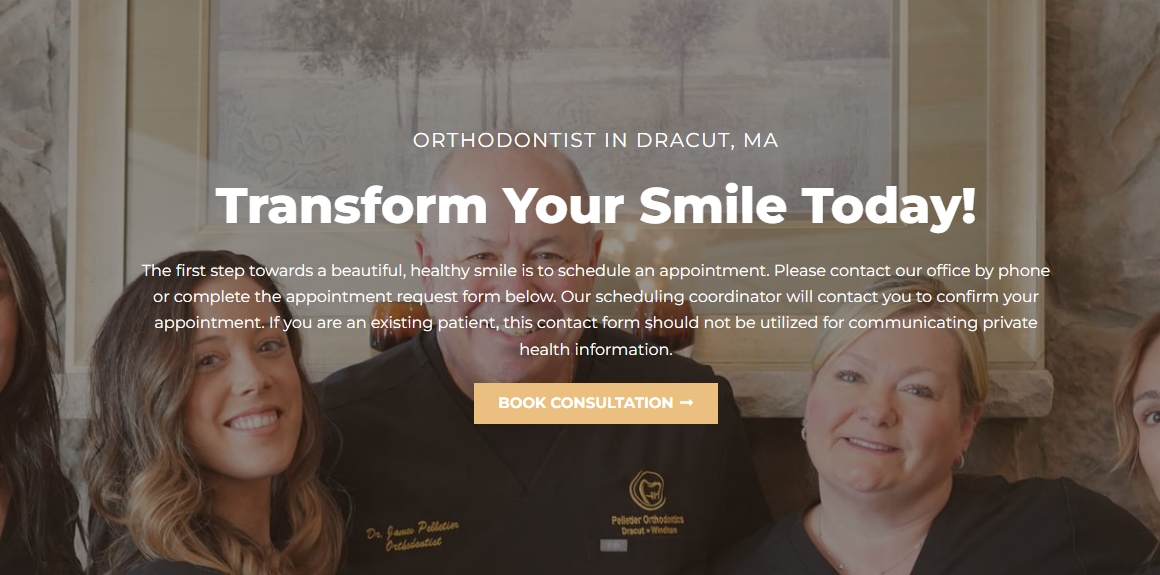 ORTHODONTIST IN DRACUT, MA
Transform Your Smile Today!
The first step towards a beautiful, healthy smile is to schedule an appointment. Please contact our office by phone
or complete the appointment request form below. Our scheduling coordinator will contact you to confirm your
appointment. If you are an existing patient, this contact form should not be utilized for communicating private
health information.
BOOK CONSULTATION →
Dr. James Pelletier
Orthodontist
Pelletier Orthodontics
Dracut • Windham